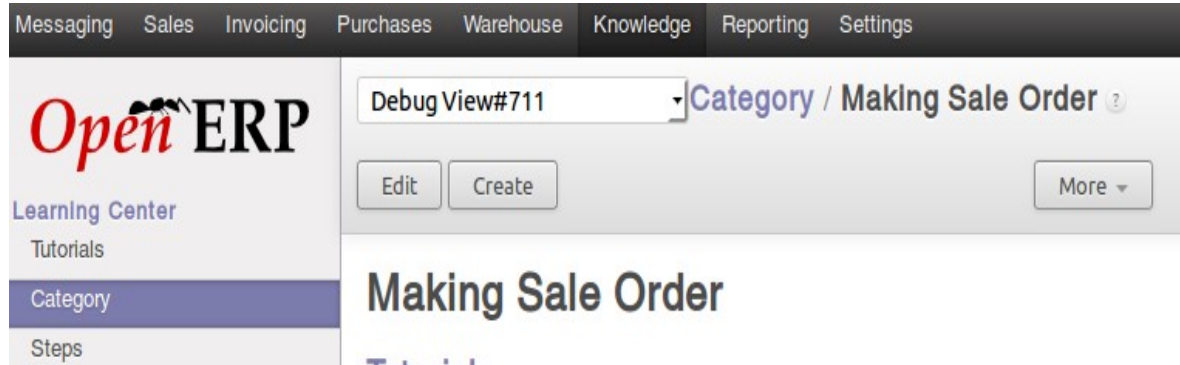 Messaging Sales Invoicing Purchases Warehouse Knowledge Reporting Settings
OpenERP
Debug View#711 Category / Making Sale Order ?
Edit Create More
Learning Center
Tutorials
Category
Steps
Making Sale Order